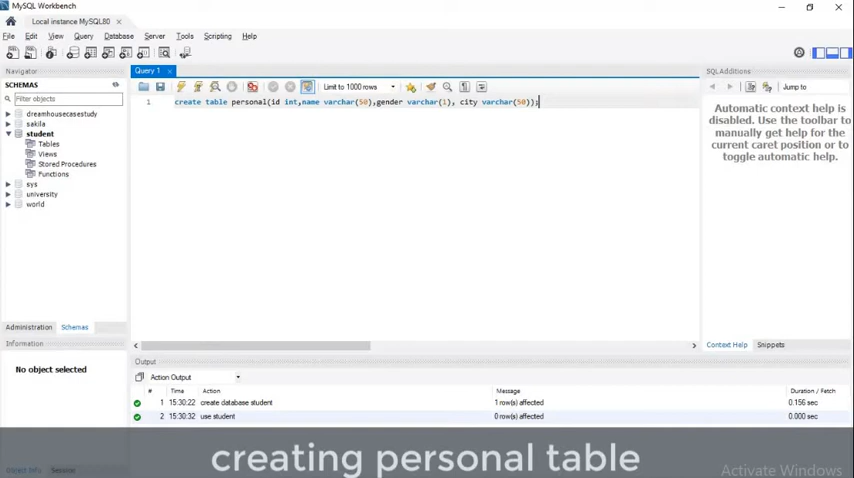 MySQL Workbench
Local instance MySQL80
File Edit View Query Database Server Tools Scripting Help
Navigator
SCHEMAS
Filter objects
dreamhousecasestudy
sakila
student
Tables
Views
Stored Procedures
Functions
sys
university
world
Administration Schemas
Information
No object selected
Object Info Session
Query 1
Limit to 1000 rows
1 create table personal(id int,name varchar(50),gender varchar(1), city varchar(50));
SQLAdditions
Jump to
Automatic context help is
disabled. Use the toolbar to
manually get help for the
current caret position or to
toggle automatic help.
Context Help Snippets
Output
Action Output
# Time Action Message Duration / Fetch
1 15:30:22 create database student 1 row(s) affected 0.156 sec
2 15:30:32 use student 0 row(s) affected 0.000 sec
creating personal table
Activate Windows